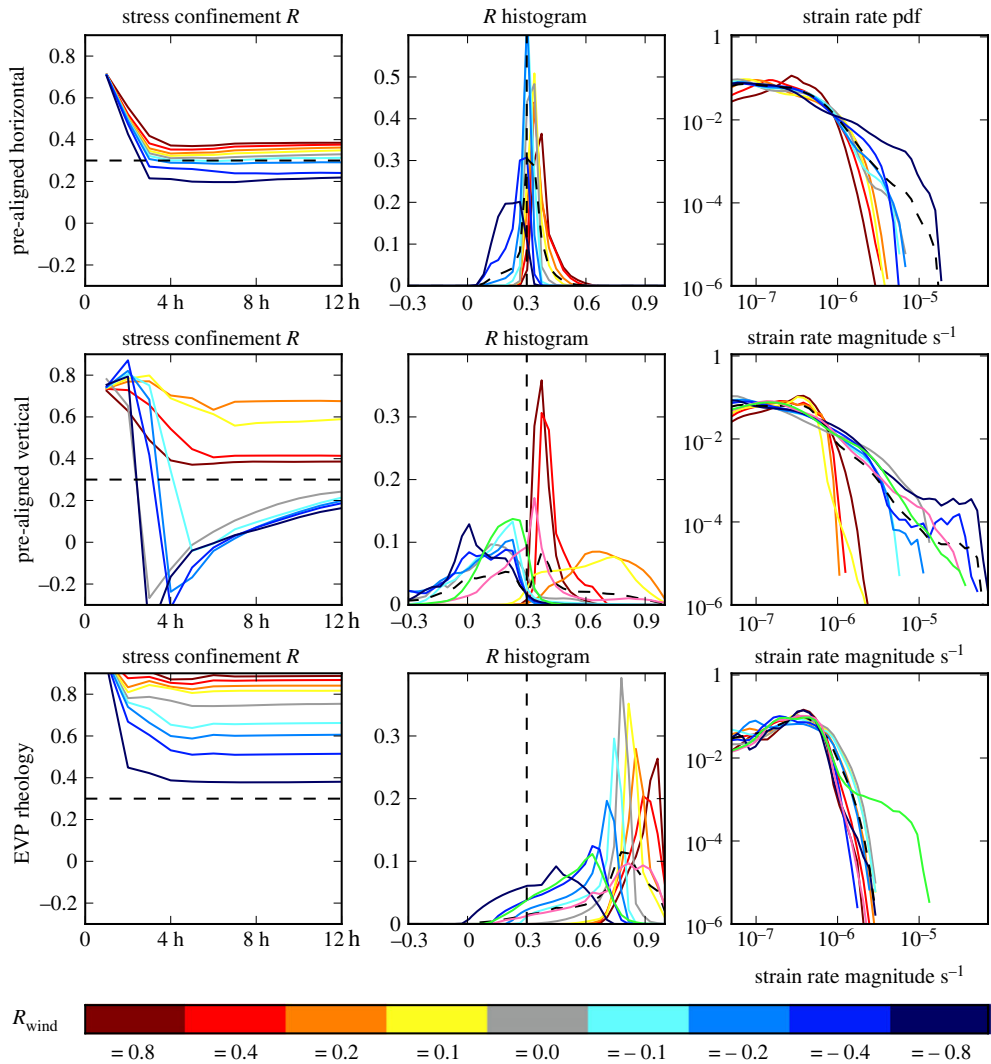 stress confinement R
R histogram
strain rate pdf
pre-aligned horizontal
0.8
0.6
0.4
0.2
0
−0.2
0
4 h
8 h
12 h
0.5
0.4
0.3
0.2
0.1
0
−0.3
0
0.3
0.6
0.9
1
10⁻²
10⁻⁴
10⁻⁶
10⁻⁷
10⁻⁶
10⁻⁵
stress confinement R
R histogram
strain rate magnitude s⁻¹
pre-aligned vertical
0.8
0.6
0.4
0.2
0
−0.2
0
4 h
8 h
12 h
0.3
0.2
0.1
0
−0.3
0
0.3
0.6
0.9
1
10⁻²
10⁻⁴
10⁻⁶
10⁻⁷
10⁻⁶
10⁻⁵
stress confinement R
R histogram
strain rate magnitude s⁻¹
EVP rheology
0.8
0.6
0.4
0.2
0
−0.2
0
4 h
8 h
12 h
0.3
0.2
0.1
0
−0.3
0
0.3
0.6
0.9
1
10⁻²
10⁻⁴
10⁻⁶
10⁻⁷
10⁻⁶
10⁻⁵
strain rate magnitude s⁻¹
R wind
= 0.8 = 0.4 = 0.2 = 0.1 = 0.0 = −0.1 = −0.2 = −0.4 = −0.8